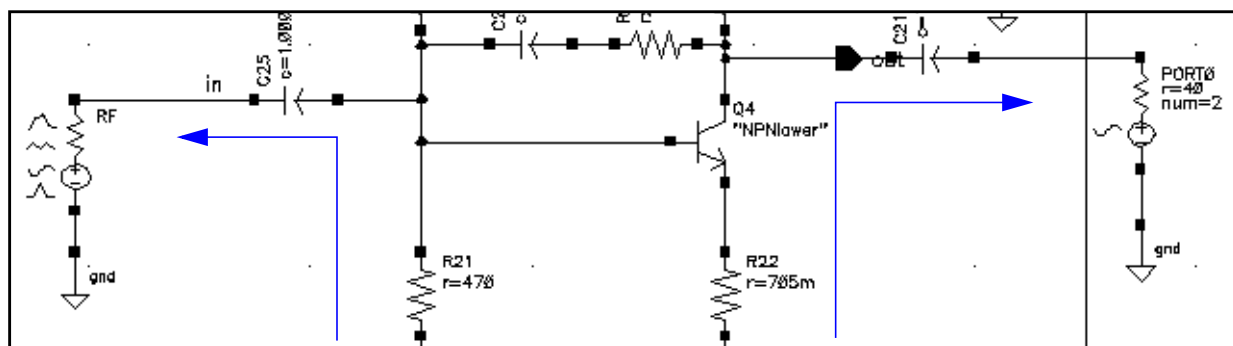 C25
c=1.000
in
RF
gnd
R21
r=470
Q4
"NPNlower"
R22
r=705m
out
C21
PORT0
r=40
num=2
gnd